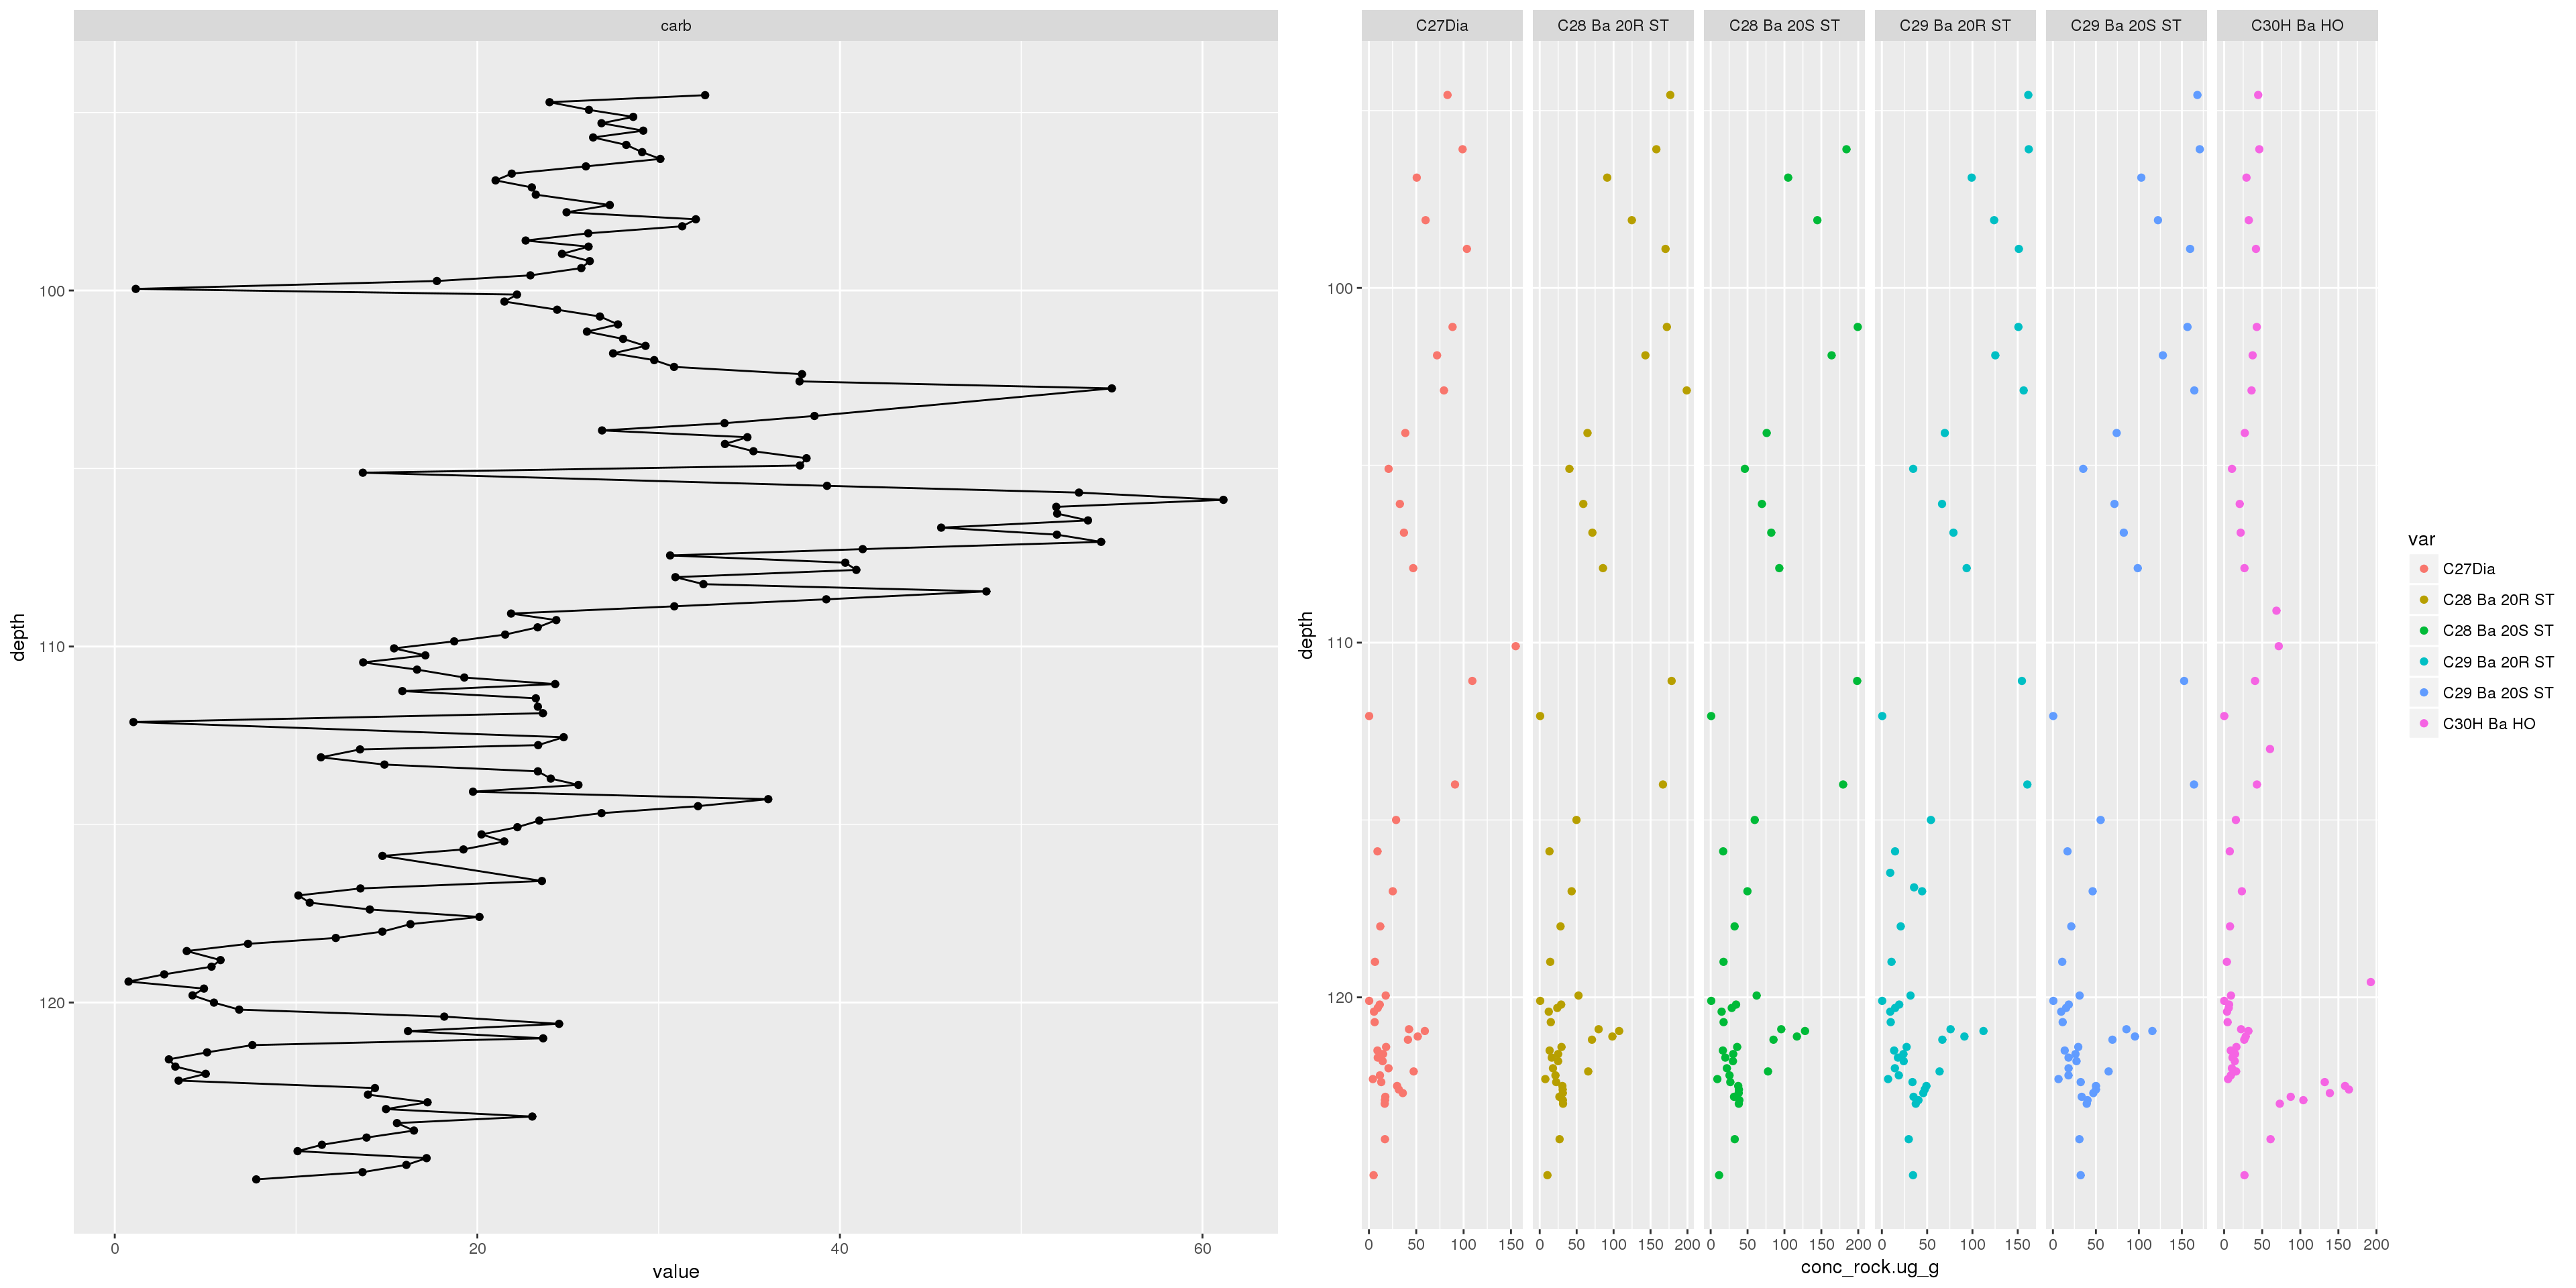 carb
C27Dia
C28 Ba 20R ST
C28 Ba 20S ST
C29 Ba 20R ST
C29 Ba 20S ST
C30H Ba HO
depth
100
110
120
0
20
40
60
value
depth
100
110
120
0 50 100 150
0 50 100 150 200
0 50 100 150 200
0 50 100 150
0 50 100 150
0 50 100 150 200
conc_rock.ug_g
var
C27Dia
C28 Ba 20R ST
C28 Ba 20S ST
C29 Ba 20R ST
C29 Ba 20S ST
C30H Ba HO